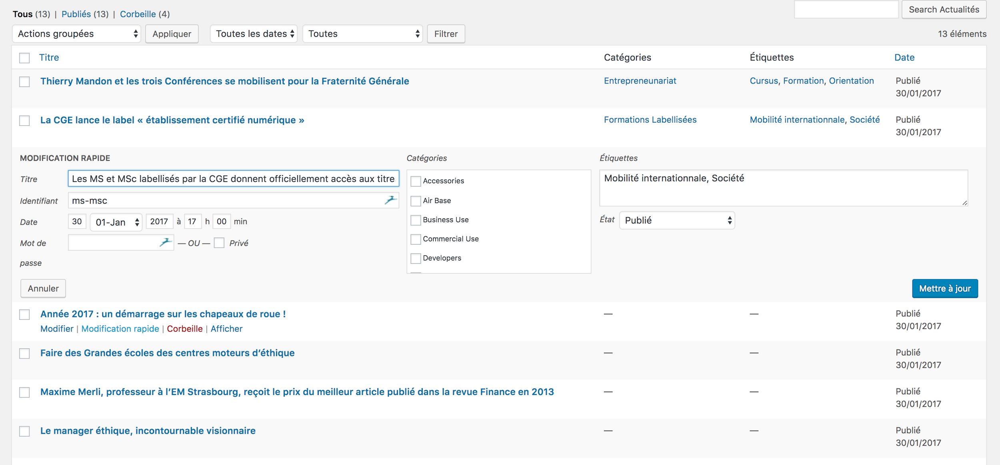 Tous (13) | Publiés (13) | Corbeille (4)
Search Actualités
Actions groupées Appliquer Toutes les dates Toutes Filtrer 13 éléments
Titre Catégories Étiquettes Date
Thierry Mandon et les trois Conférences se mobilisent pour la Fraternité Générale Entrepreneunariat Cursus, Formation, Orientation Publié
30/01/2017
La CGE lance le label « établissement certifié numérique » Formations Labellisées Mobilité internationnale, Société Publié
30/01/2017
MODIFICATION RAPIDE Catégories Étiquettes
Titre Les MS et MSc labellisés par la CGE donnent officiellement accès aux titre
Identifiant ms-msc
Date 30 01-Jan 2017 à 17 h 00 min
Mot de passe — OU — Privé
Accessories
Air Base
Business Use
Commercial Use
Developers
Mobilité internationnale, Société
État Publié
Annuler Mettre à jour
Année 2017 : un démarrage sur les chapeaux de roue ! — — Publié
Modifier | Modification rapide | Corbeille | Afficher 30/01/2017
Faire des Grandes écoles des centres moteurs d’éthique — — Publié
30/01/2017
Maxime Merli, professeur à l’EM Strasbourg, reçoit le prix du meilleur article publié dans la revue Finance en 2013 — — Publié
30/01/2017
Le manager éthique, incontournable visionnaire — — Publié
30/01/2017